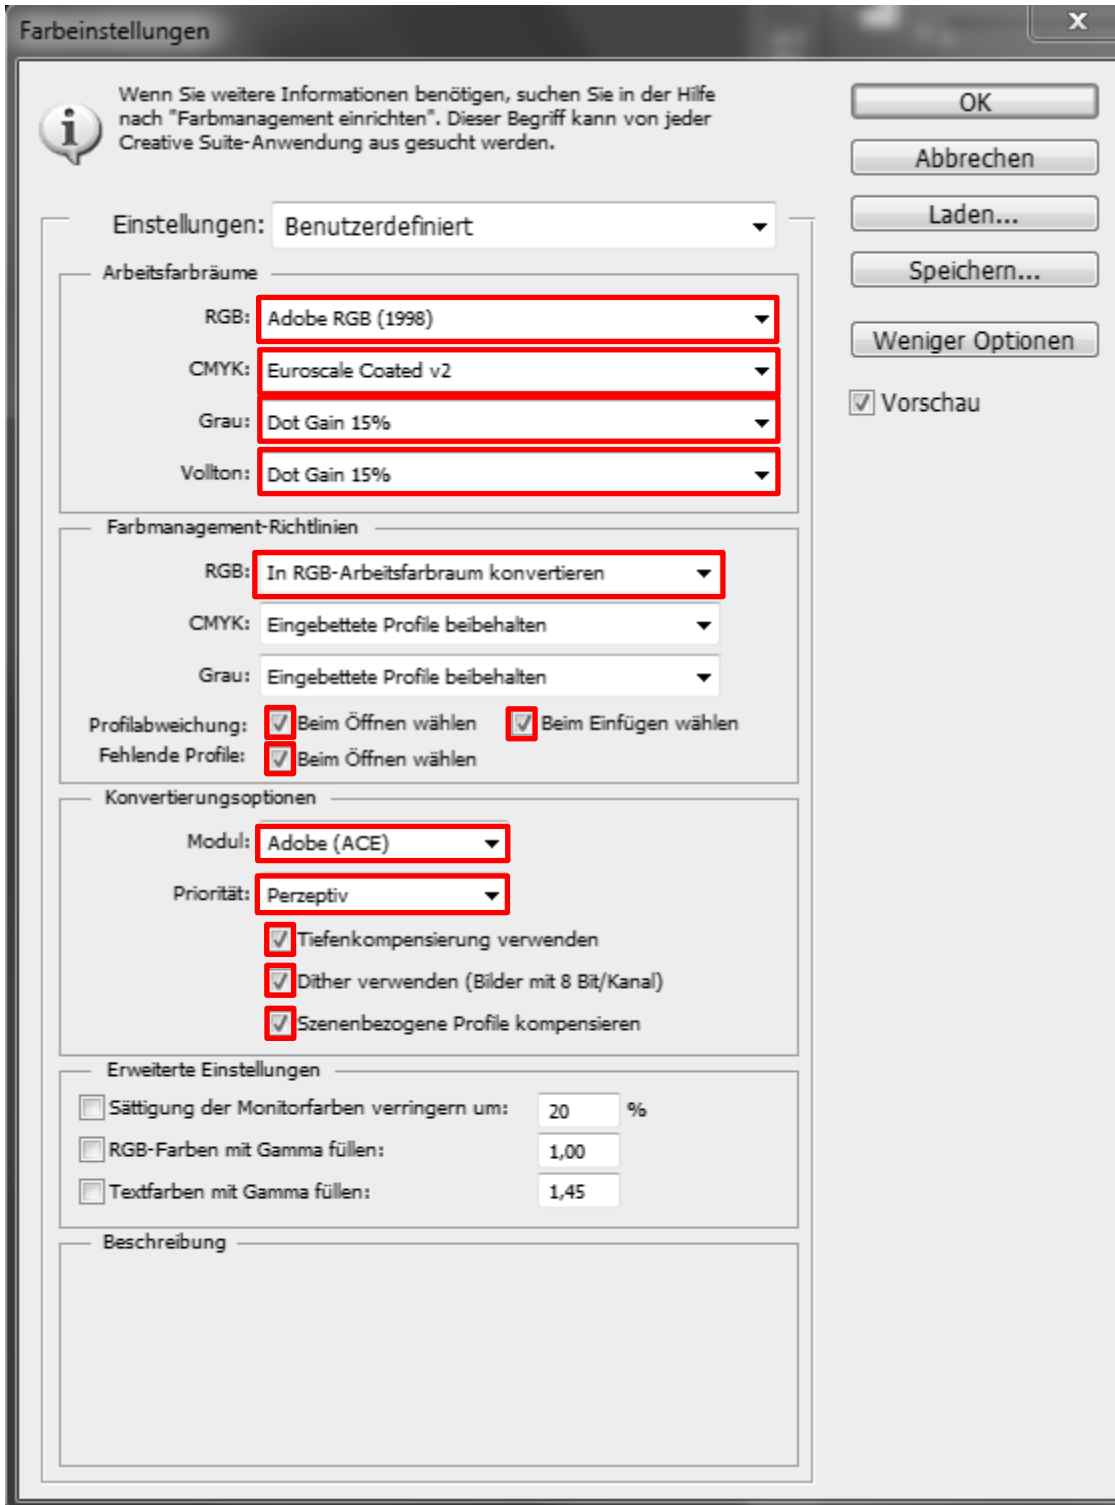 Farbeinstellungen
X
Wenn Sie weitere Informationen benötigen, suchen Sie in der Hilfe
nach "Farbmanagement einrichten". Dieser Begriff kann von jeder
Creative Suite-Anwendung aus gesucht werden.
OK
Abbrechen
Laden...
Speichern...
Weniger Optionen
Vorschau
Einstellungen: Benutzerdefiniert
Arbeitsfarbräume
RGB: Adobe RGB (1998)
CMYK: Euroscale Coated v2
Grau: Dot Gain 15%
Vollton: Dot Gain 15%
Farbmanagement-Richtlinien
RGB: In RGB-Arbeitsfarbraum konvertieren
CMYK: Eingebettete Profile beibehalten
Grau: Eingebettete Profile beibehalten
Profilabweichung: Beim Öffnen wählen Beim Einfügen wählen
Fehlende Profile: Beim Öffnen wählen
Konvertierungsoptionen
Modul: Adobe (ACE)
Priorität: Perzeptiv
Tiefenkompensierung verwenden
Dither verwenden (Bilder mit 8 Bit/Kanal)
Szenenbezogene Profile kompensieren
Erweiterte Einstellungen
Sättigung der Monitorfarben verringern um: 20 %
RGB-Farben mit Gamma füllen: 1,00
Textfarben mit Gamma füllen: 1,45
Beschreibung